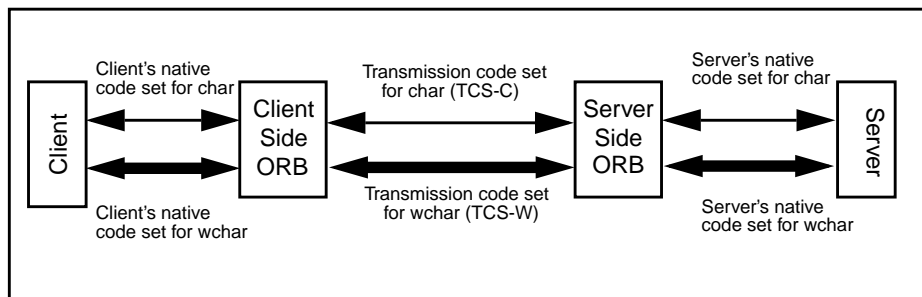 Client
Client's native
code set for char
Client's native
code set for wchar
Client
Side
ORB
Transmission code set
for char (TCS-C)
Transmission code set
for wchar (TCS-W)
Server
Side
ORB
Server's native
code set for char
Server's native
code set for wchar
Server